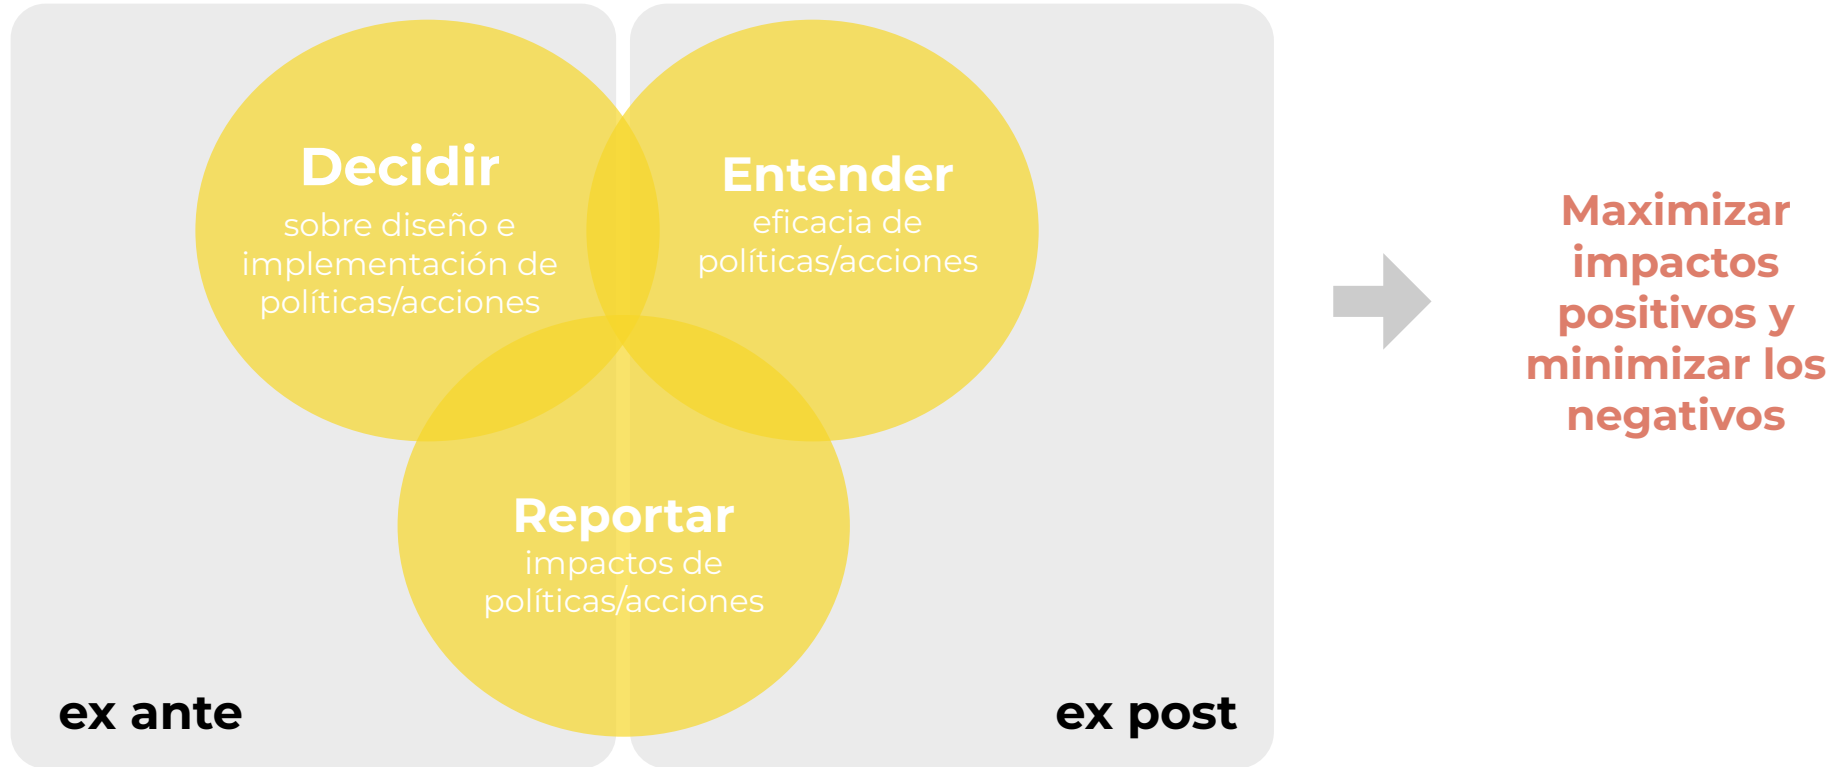 Decidir
sobre diseño e
implementación de
políticas/acciones
Entender
eficacia de
políticas/acciones
Reportar
impactos de
políticas/acciones
ex ante
ex post
Maximizar
impactos
positivos y
minimizar los
negativos